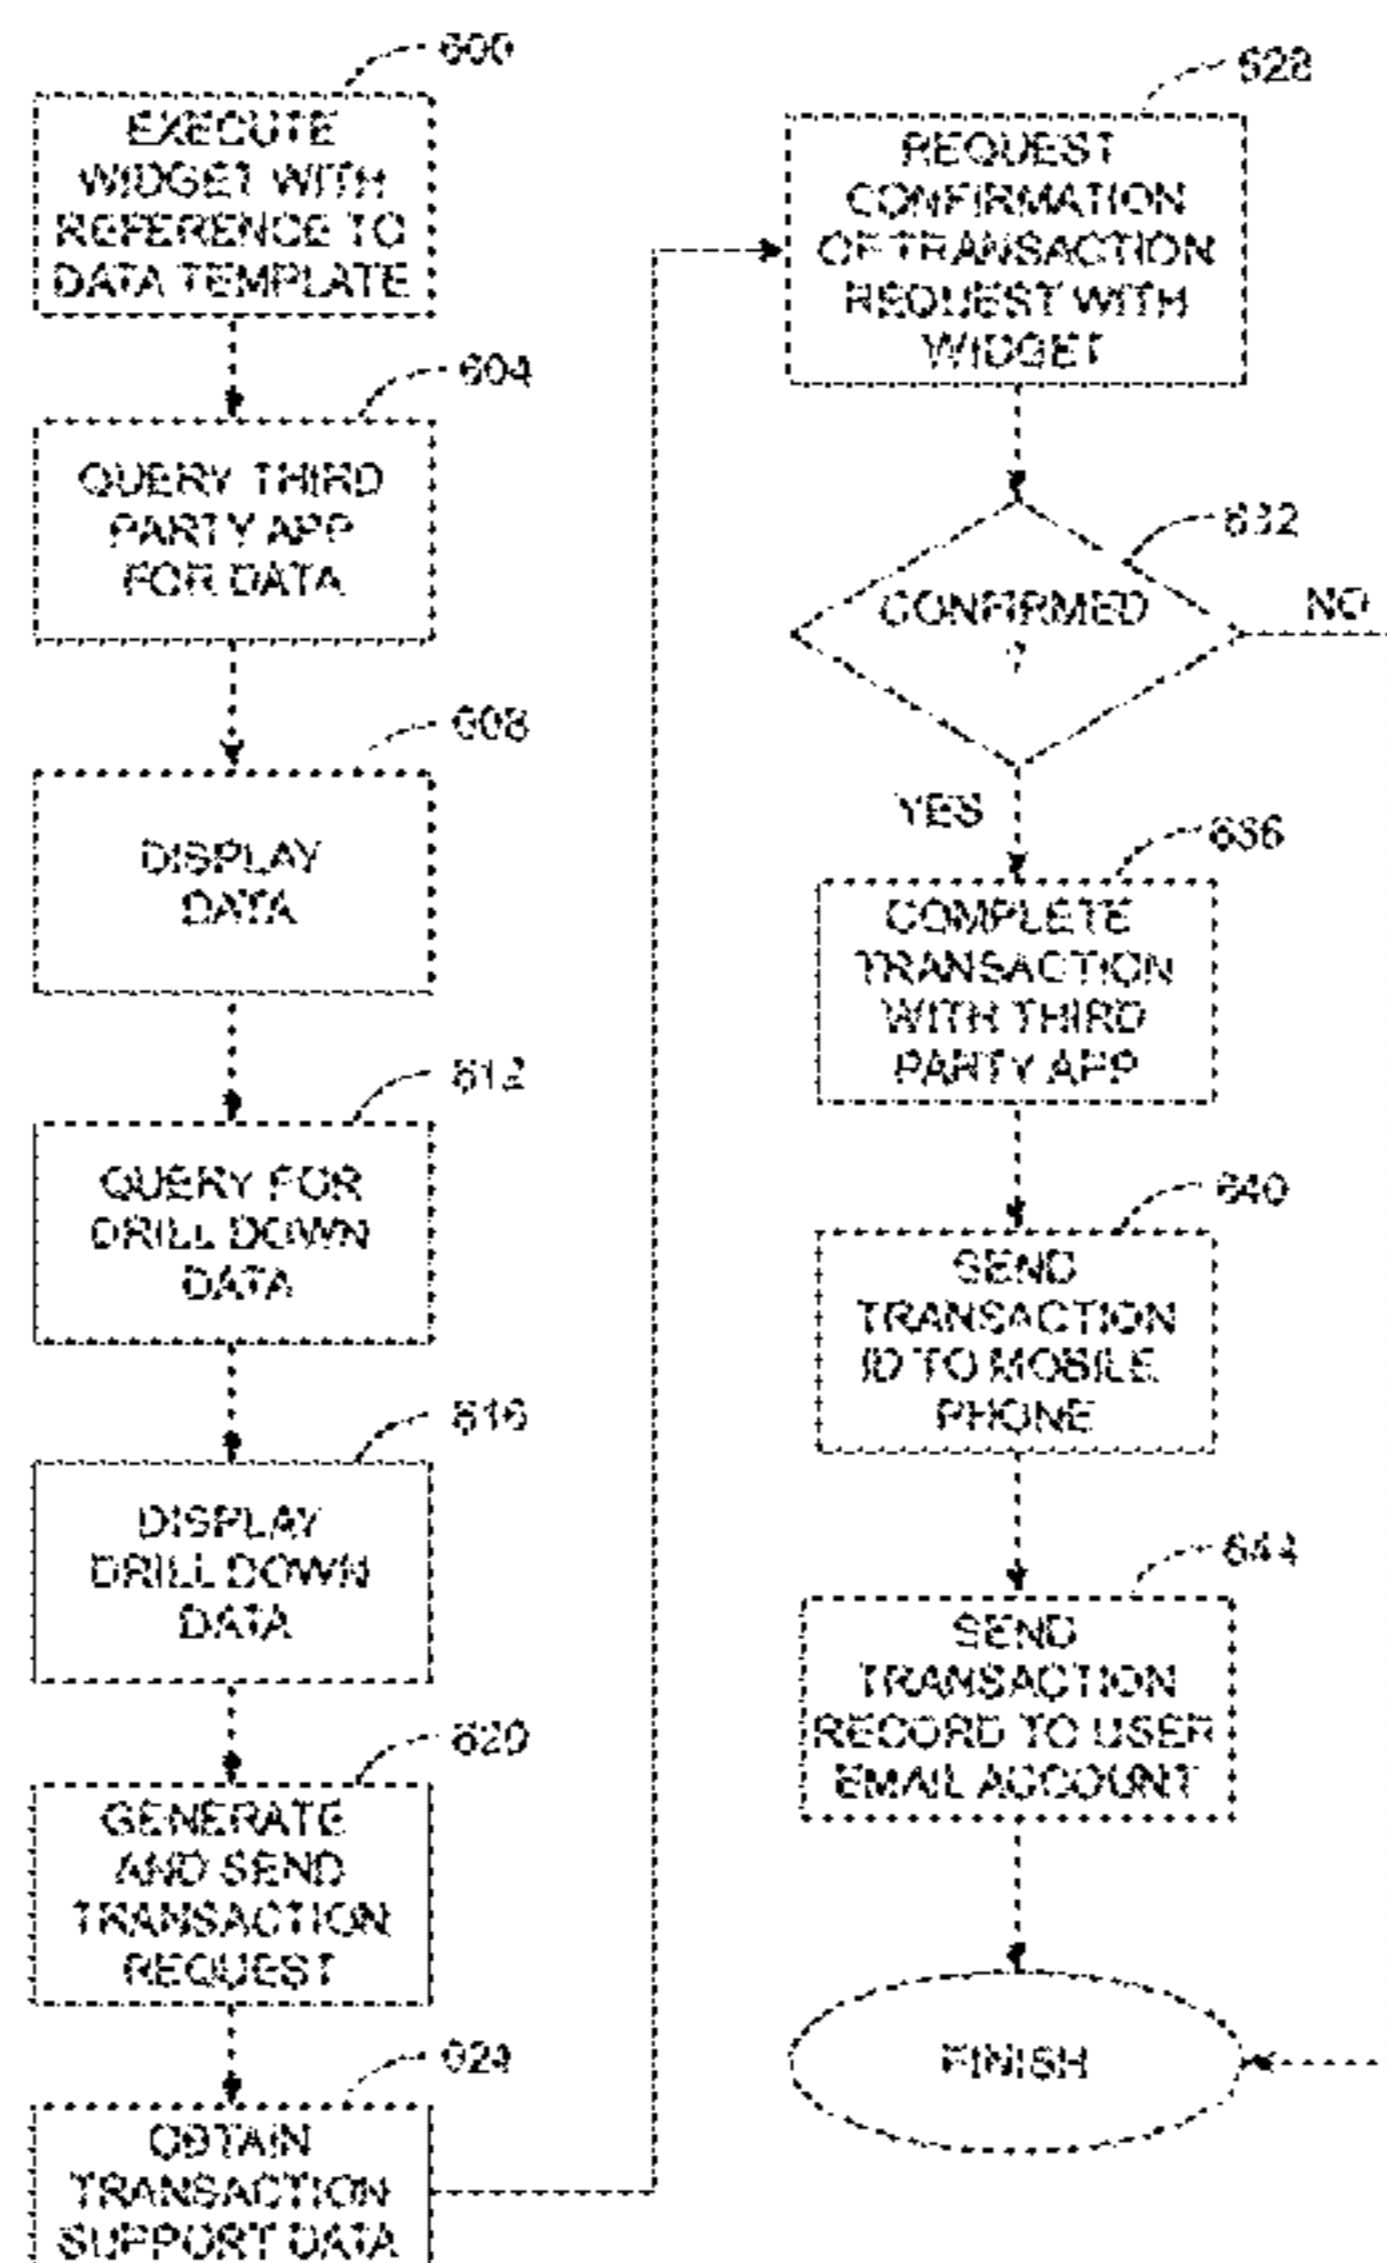 600
EXECUTE
WIDGET WITH
REFERENCE TO
DATA TEMPLATE
604
QUERY THIRD
PARTY APP
FOR DATA
608
DISPLAY
DATA
612
QUERY FOR
DRILL DOWN
DATA
616
DISPLAY
DRILL DOWN
DATA
620
GENERATE
AND SEND
TRANSACTION
REQUEST
624
OBTAIN
TRANSACTION
SUPPORT DATA
628
REQUEST
CONFIRMATION
OF TRANSACTION
REQUEST WITH
WIDGET
632
CONFIRMED
?
NO
YES
636
COMPLETE
TRANSACTION
WITH THIRD
PARTY APP
640
SEND
TRANSACTION
ID TO MOBILE
PHONE
644
SEND
TRANSACTION
RECORD TO USER
EMAIL ACCOUNT
FINISH